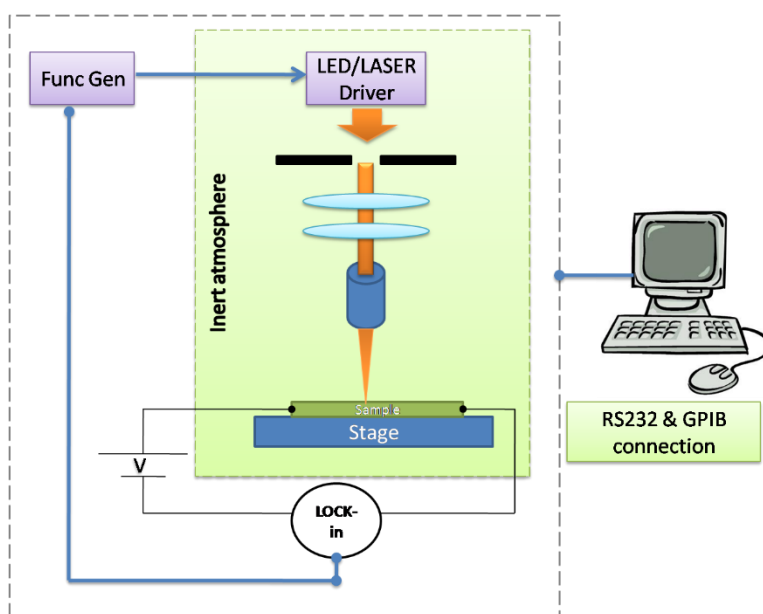 Func Gen
LED/LASER
Driver
Inert atmosphere
Sample
Stage
V
LOCK-
in
RS232 & GPIB
connection